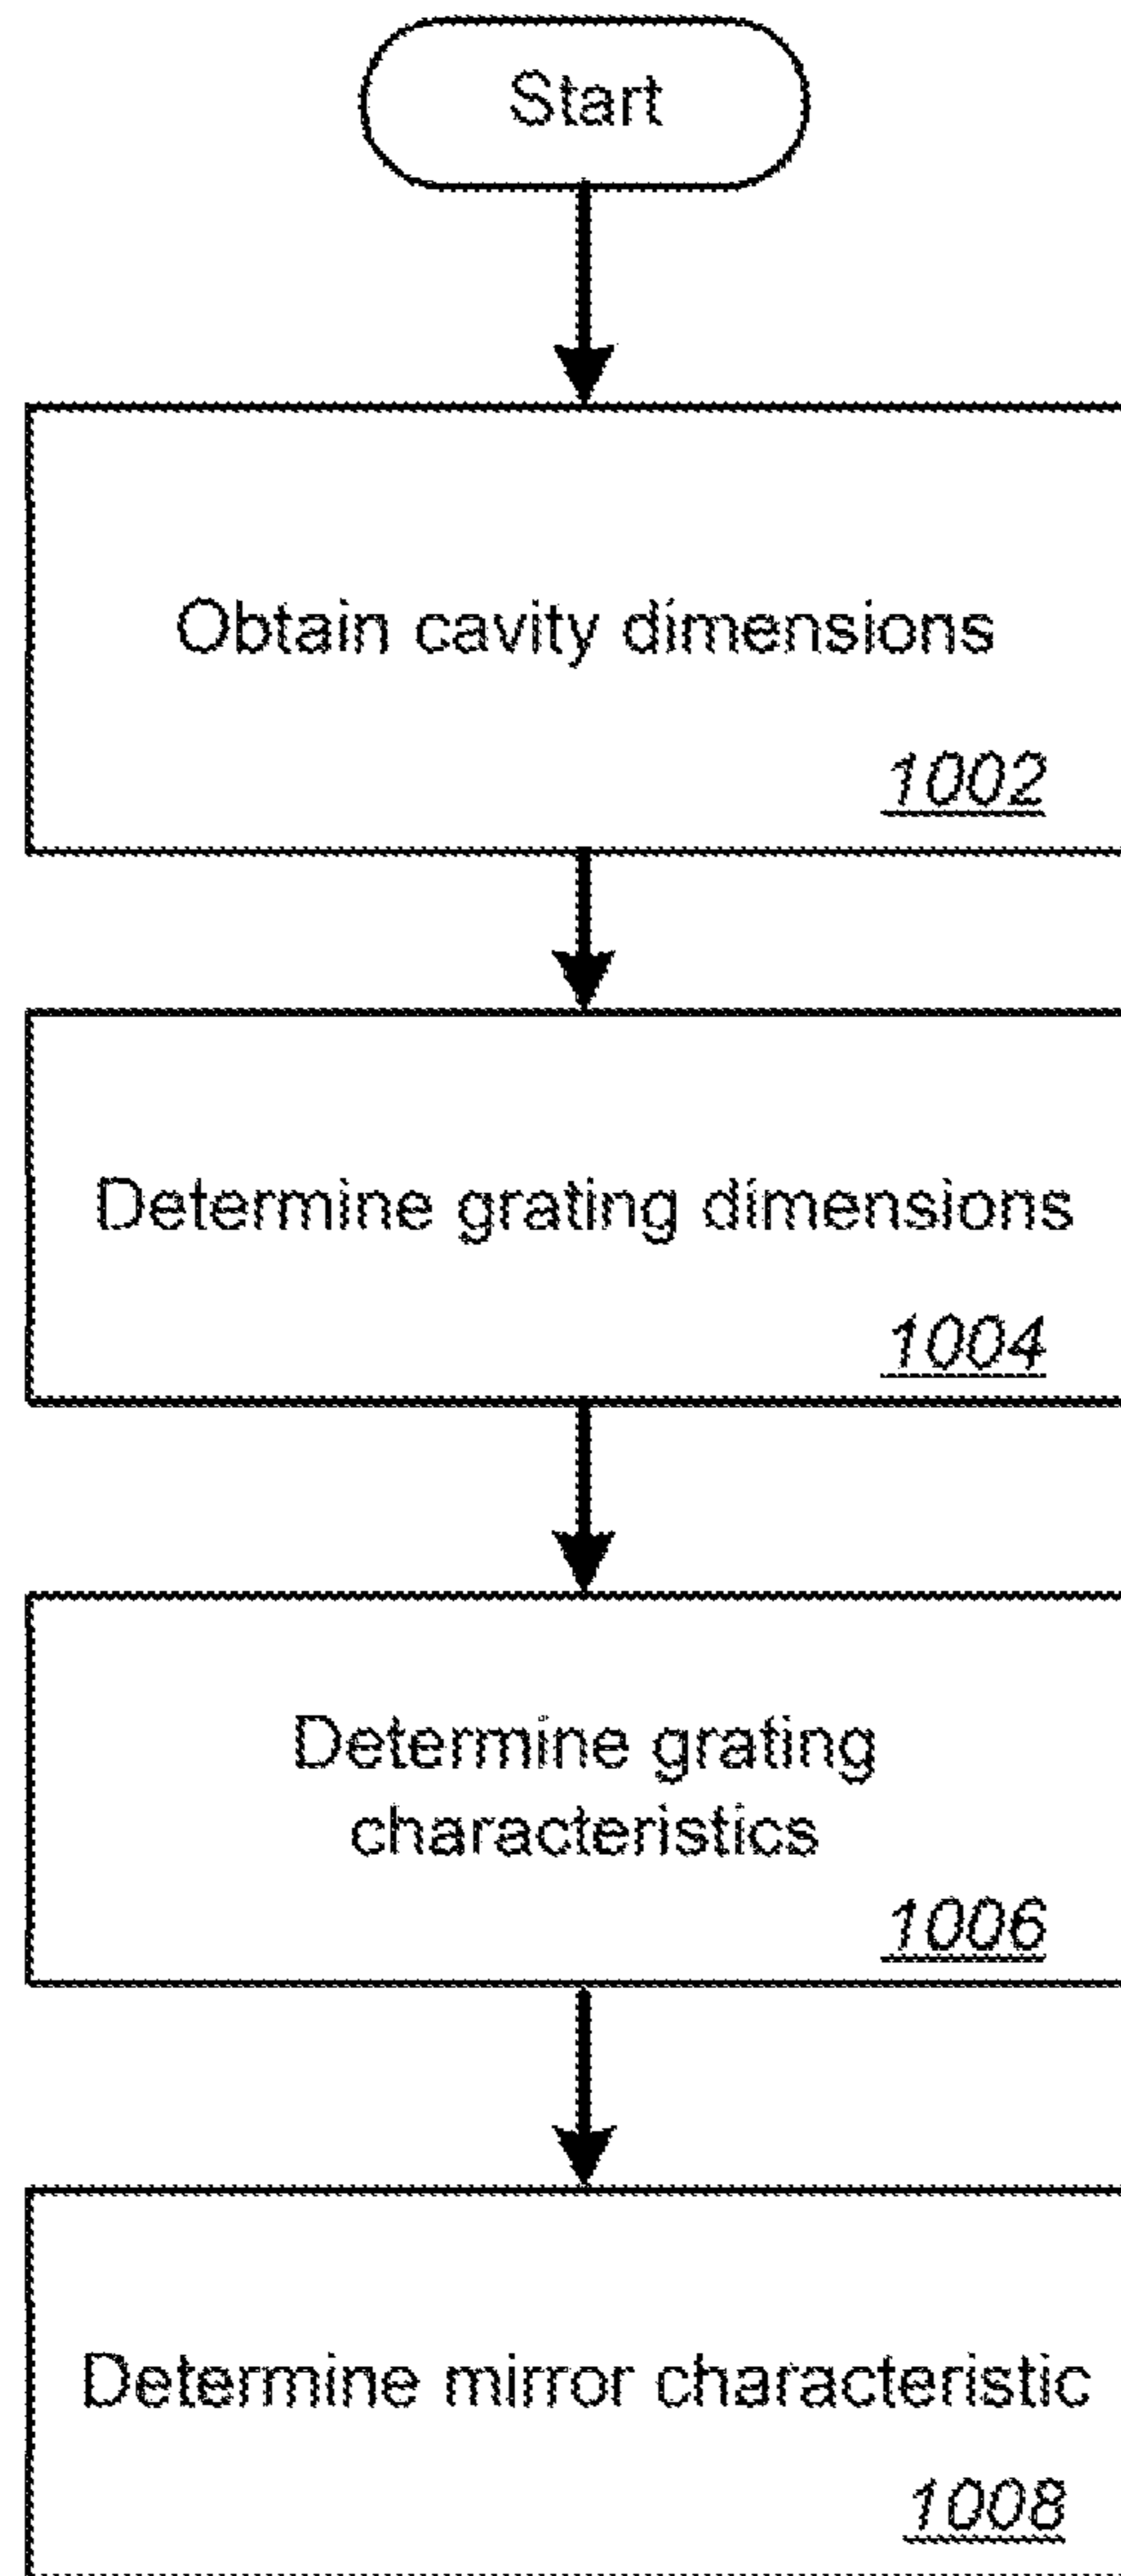 Start
Obtain cavity dimensions
1002
Determine grating dimensions
1004
Determine grating
characteristics
1006
Determine mirror characteristic
1008